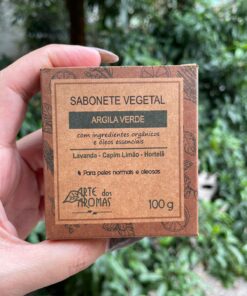 SABONETE VEGETAL
ARGILA VERDE
com ingredientes orgânicos
e óleos essenciais
Lavanda - Capim Limão - Hortelã
Para peles normais e oleosas
ARTE dos
AROMAS
100 g